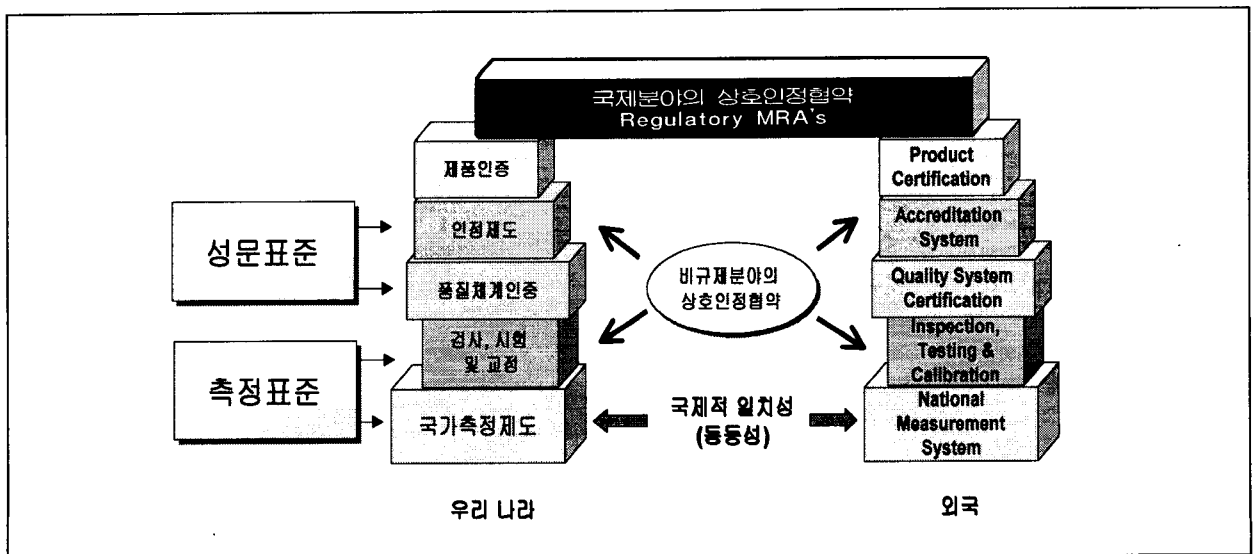 국제분야의 상호인정협약
Regulatory MRA's
제품인증
인정제도
품질체계인증
검사, 시험
및 교정
국가측정제도
우리 나라
성문표준
측정표준
비규제분야의
상호인정협약
국제적 일치성
(동등성)
Product
Certification
Accreditation
System
Quality System
Certification
Inspection,
Testing &
Calibration
National
Measurement
System
외국